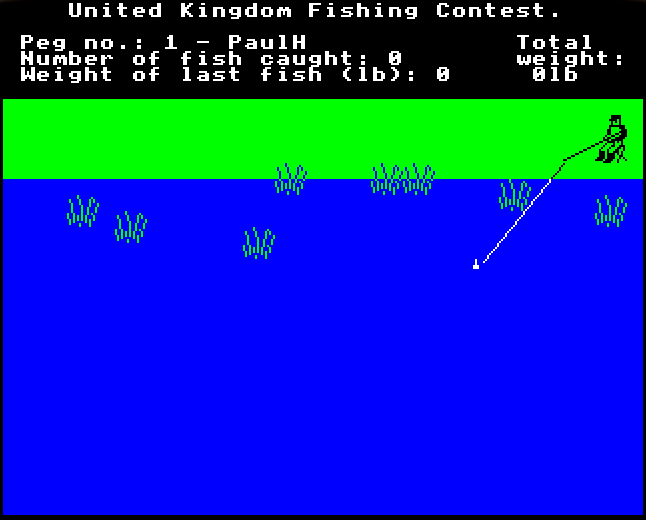 United Kingdom Fishing Contest.
Peg no.: 1 - PaulH Total
Number of fish caught: 0 weight:
Weight of last fish (lb): 0 0lb